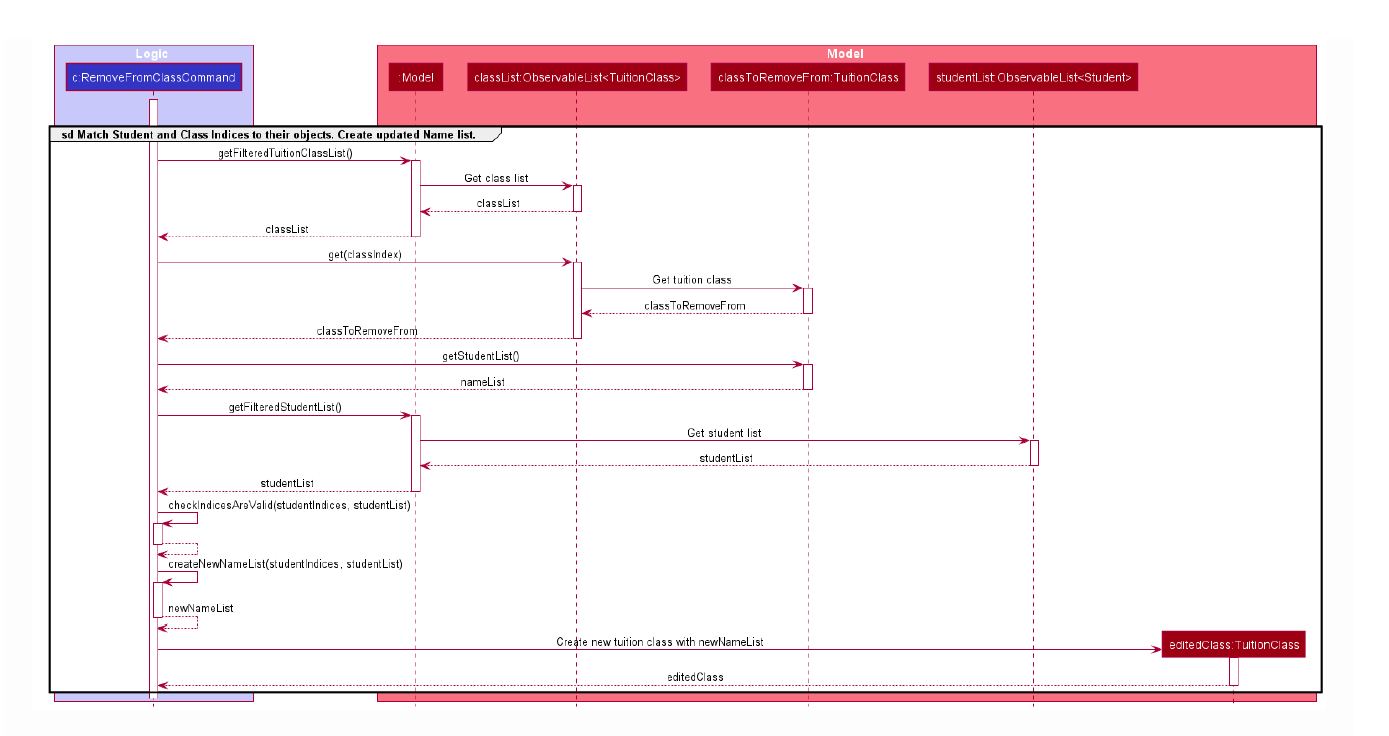 Logic
Model
c:RemoveFromClassCommand
:Model
classList:ObservableList<TuitionClass>
classToRemoveFrom:TuitionClass
studentList:ObservableList<Student>
sd Match Student and Class Indices to their objects. Create updated Name list.
getFilteredTuitionClassList()
Get class list
classList
classList
get(classIndex)
Get tuition class
classToRemoveFrom
classToRemoveFrom
getStudentList()
nameList
getFilteredStudentList()
Get student list
studentList
studentList
checkIndicesAreValid(studentIndices, studentList)
createNewNameList(studentIndices, studentList)
newNameList
Create new tuition class with newNameList
editedClass:TuitionClass
editedClass